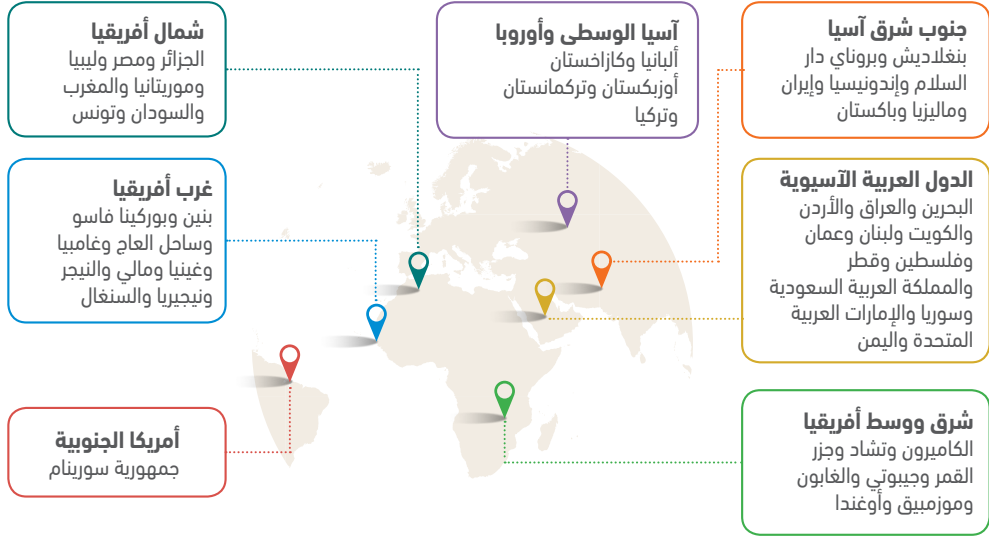 جنوب شرق آسيا
بنغلاديش وبروناي دار
السلام وإندونيسيا وإيران
وماليزيا وباكستان
آسيا الوسطى وأوروبا
ألبانيا وكازاخستان
أوزبكستان وتركمانستان
وتركيا
شمال أفريقيا
الجزائر ومصر وليبيا
وموريتانيا والمغرب
والسودان وتونس
الدول العربية الآسيوية
البحرين والعراق والأردن
والكويت ولبنان وعمان
وفلسطين وقطر
والمملكة العربية السعودية
وسوريا والإمارات العربية
المتحدة واليمن
غرب أفريقيا
بنين وبوركينا فاسو
وساحل العاج وغامبيا
وغينيا ومالي والنيجر
ونيجيريا والسنغال
شرق ووسط أفريقيا
الكاميرون وتشاد وجزر
القمر وجيبوتي والغابون
وموزمبيق وأوغندا
أمريكا الجنوبية
جمهورية سورينام